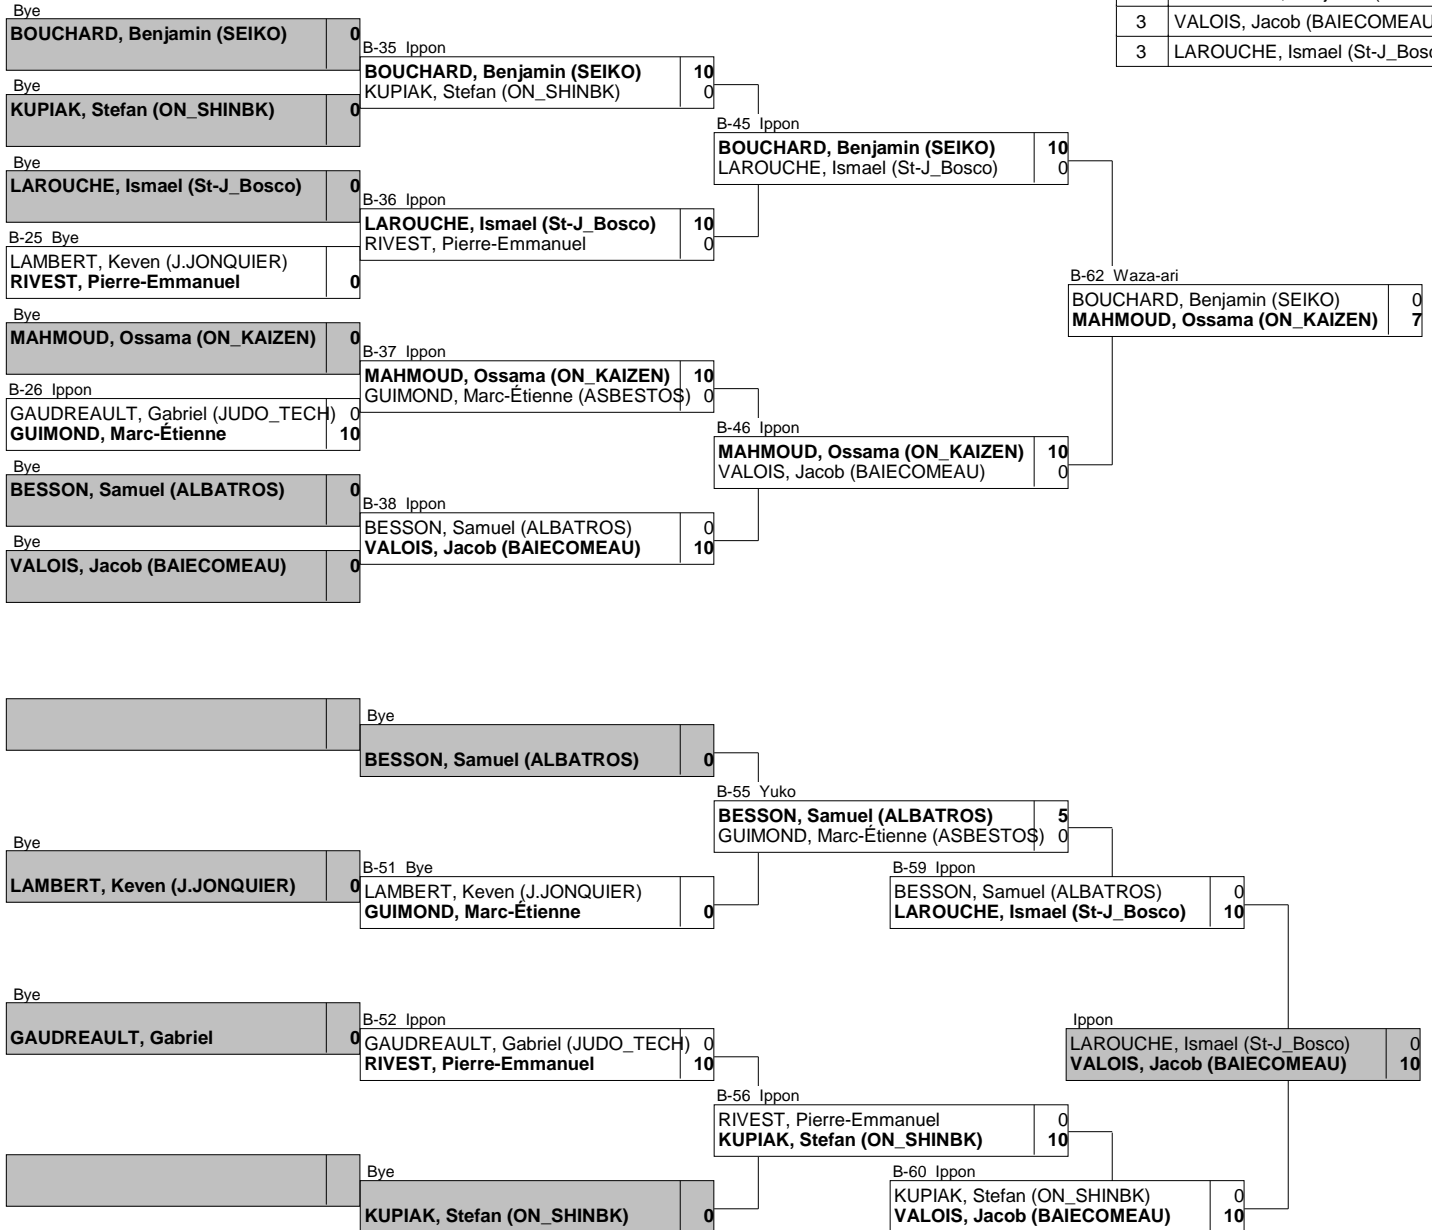 3 VALOIS, Jacob (BAIECOMEAU
3 LAROUCHE, Ismael (St-J_Bosc
Bye
BOUCHARD, Benjamin (SEIKO) 0
Bye
KUPIAK, Stefan (ON_SHINBK) 0
Bye
LAROUCHE, Ismael (St-J_Bosco) 0
B-25 Bye
LAMBERT, Keven (J.JONQUIER)
RIVEST, Pierre-Emmanuel 0
Bye
MAHMOUD, Ossama (ON_KAIZEN) 0
B-26 Ippon
GAUDREAULT, Gabriel (JUDO_TECH) 0
GUIMOND, Marc-Étienne 10
Bye
BESSON, Samuel (ALBATROS) 0
Bye
VALOIS, Jacob (BAIECOMEAU) 0
B-35 Ippon
BOUCHARD, Benjamin (SEIKO) 10
KUPIAK, Stefan (ON_SHINBK) 0
B-36 Ippon
LAROUCHE, Ismael (St-J_Bosco) 10
RIVEST, Pierre-Emmanuel 0
B-37 Ippon
MAHMOUD, Ossama (ON_KAIZEN) 10
GUIMOND, Marc-Étienne (ASBESTOS) 0
B-38 Ippon
BESSON, Samuel (ALBATROS) 0
VALOIS, Jacob (BAIECOMEAU) 10
B-45 Ippon
BOUCHARD, Benjamin (SEIKO) 10
LAROUCHE, Ismael (St-J_Bosco) 0
B-46 Ippon
MAHMOUD, Ossama (ON_KAIZEN) 10
VALOIS, Jacob (BAIECOMEAU) 0
B-62 Waza-ari
BOUCHARD, Benjamin (SEIKO) 0
MAHMOUD, Ossama (ON_KAIZEN) 7
Bye
LAMBERT, Keven (J.JONQUIER) 0
Bye
GAUDREAULT, Gabriel 0
Bye
BESSON, Samuel (ALBATROS) 0
B-51 Bye
LAMBERT, Keven (J.JONQUIER)
GUIMOND, Marc-Étienne 0
B-52 Ippon
GAUDREAULT, Gabriel (JUDO_TECH) 0
RIVEST, Pierre-Emmanuel 10
Bye
KUPIAK, Stefan (ON_SHINBK) 0
B-55 Yuko
BESSON, Samuel (ALBATROS) 5
GUIMOND, Marc-Étienne (ASBESTOS) 0
B-56 Ippon
RIVEST, Pierre-Emmanuel 0
KUPIAK, Stefan (ON_SHINBK) 10
B-59 Ippon
BESSON, Samuel (ALBATROS) 0
LAROUCHE, Ismael (St-J_Bosco) 10
B-60 Ippon
KUPIAK, Stefan (ON_SHINBK) 0
VALOIS, Jacob (BAIECOMEAU) 10
Ippon
LAROUCHE, Ismael (St-J_Bosco) 0
VALOIS, Jacob (BAIECOMEAU) 10